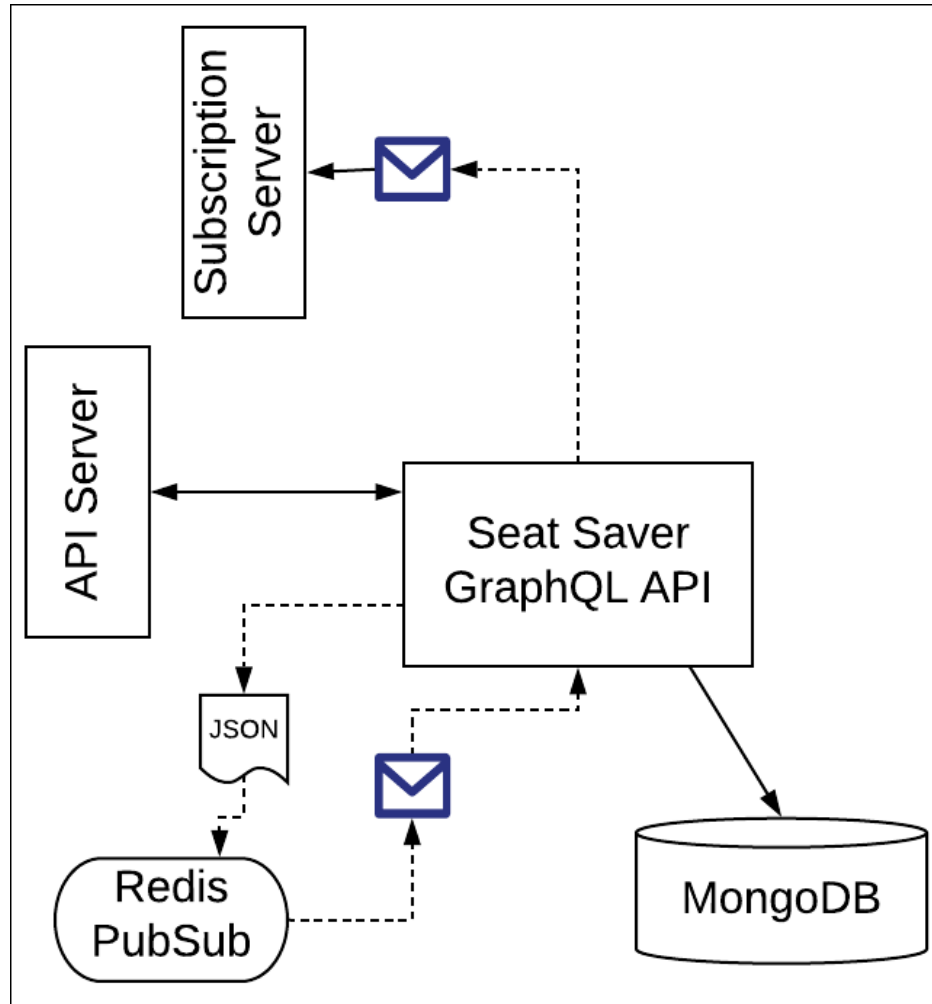 Subscription
Server
API Server
Seat Saver
GraphQL API
JSON
Redis
PubSub
MongoDB